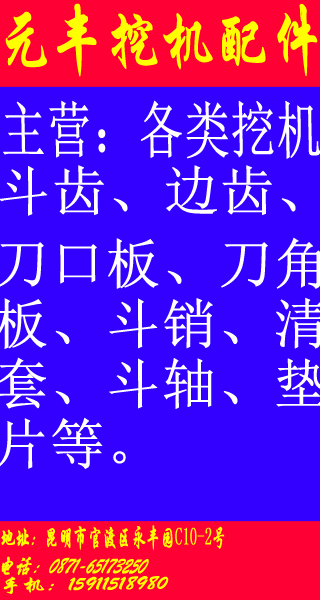 元丰挖机配件
主营：各类挖机
斗齿、边齿、
刀口板、刀角
板、斗销、清
套、斗轴、垫
片等。
地址：昆明市官渡区永丰园C10-2号
电话：0871-65173250
手机：15911518980